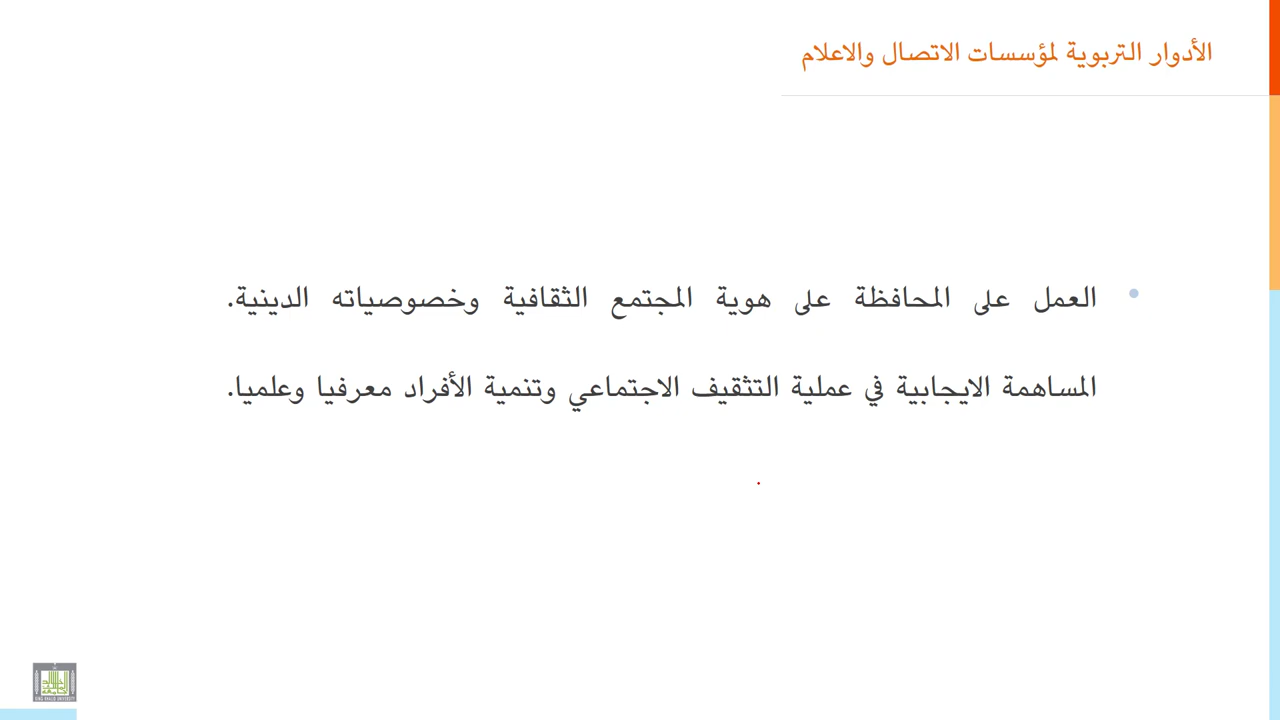 الأدوار التربوية لمؤسسات الاتصال والاعلام
• العمل على المحافظة على هوية المجتمع الثقافية وخصوصياته الدينية.
المساهمة الايجابية في عملية التثقيف الاجتماعي وتنمية الأفراد معرفيا وعلميا.